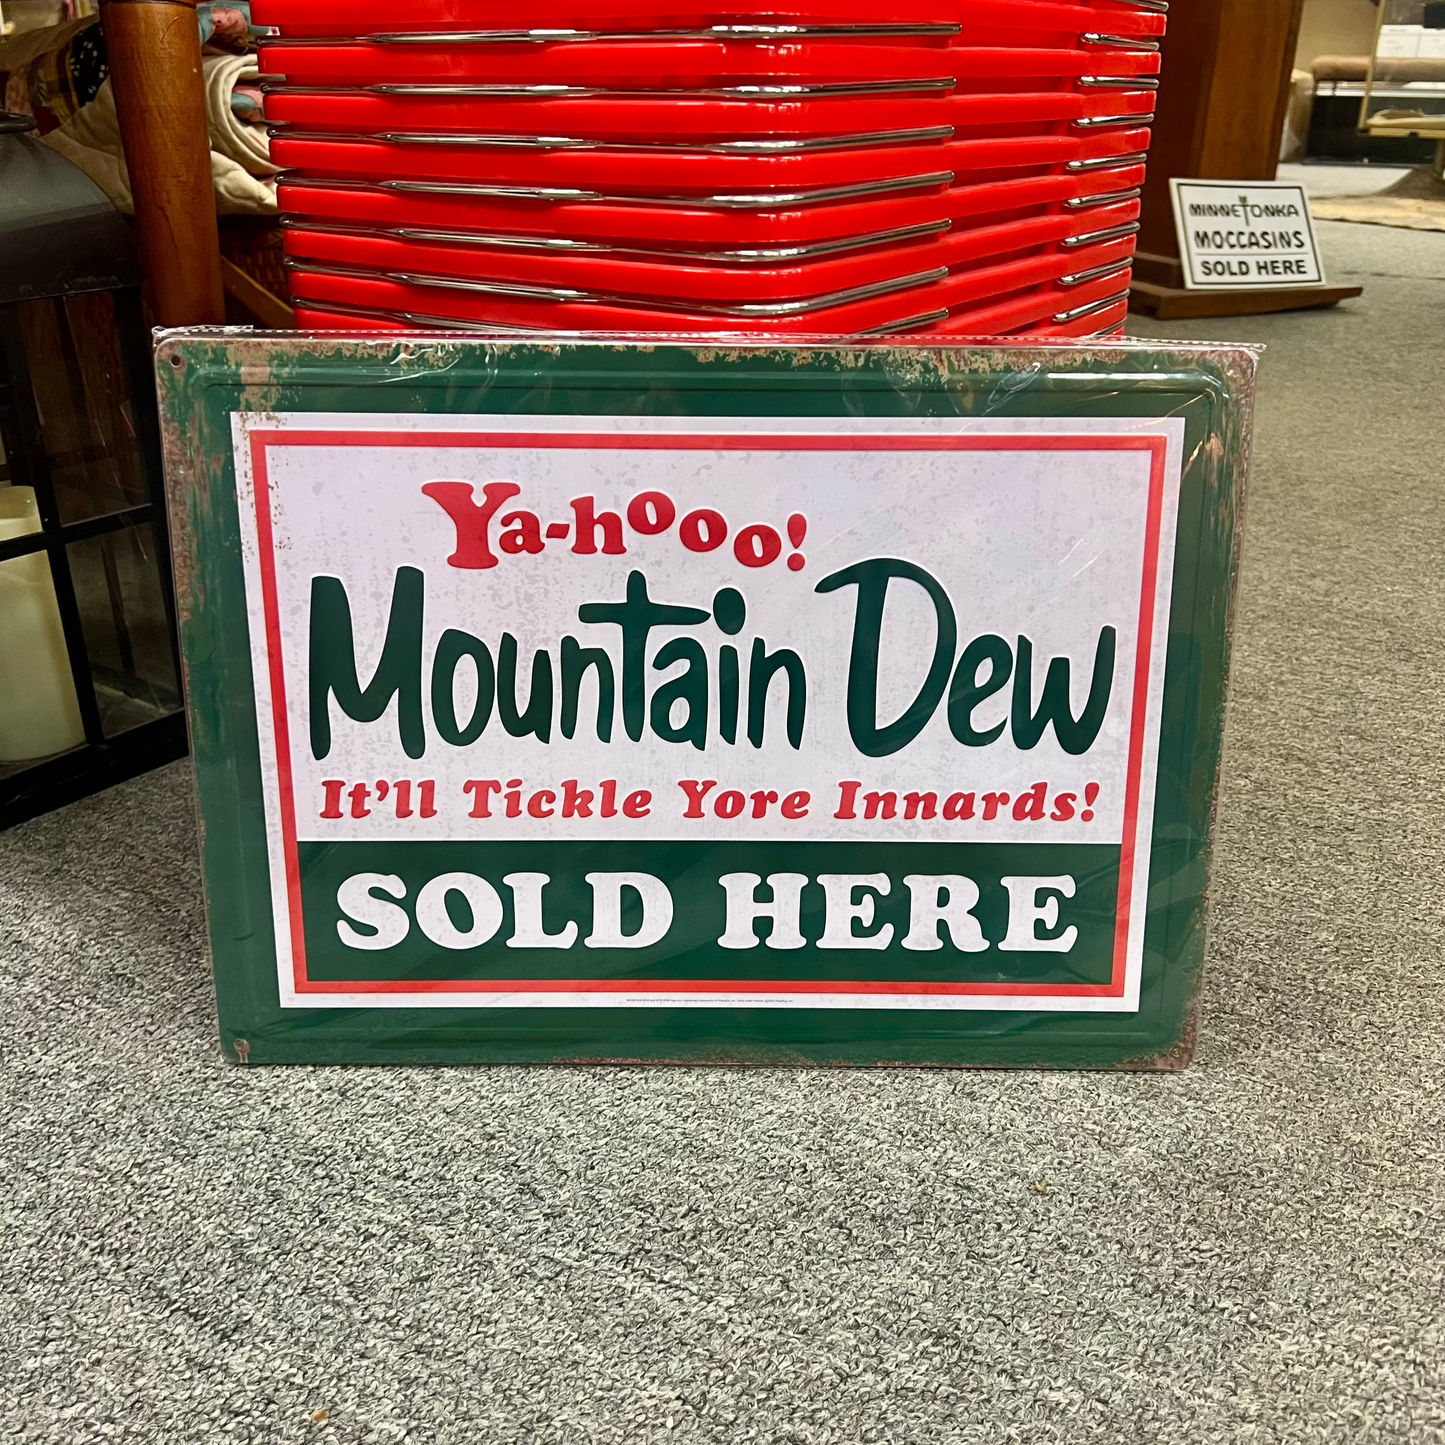 MINNETONKA
MOCCASINS
SOLD HERE
Ya-hooo!
Mountain Dew
It'll Tickle Yore Innards!
SOLD HERE